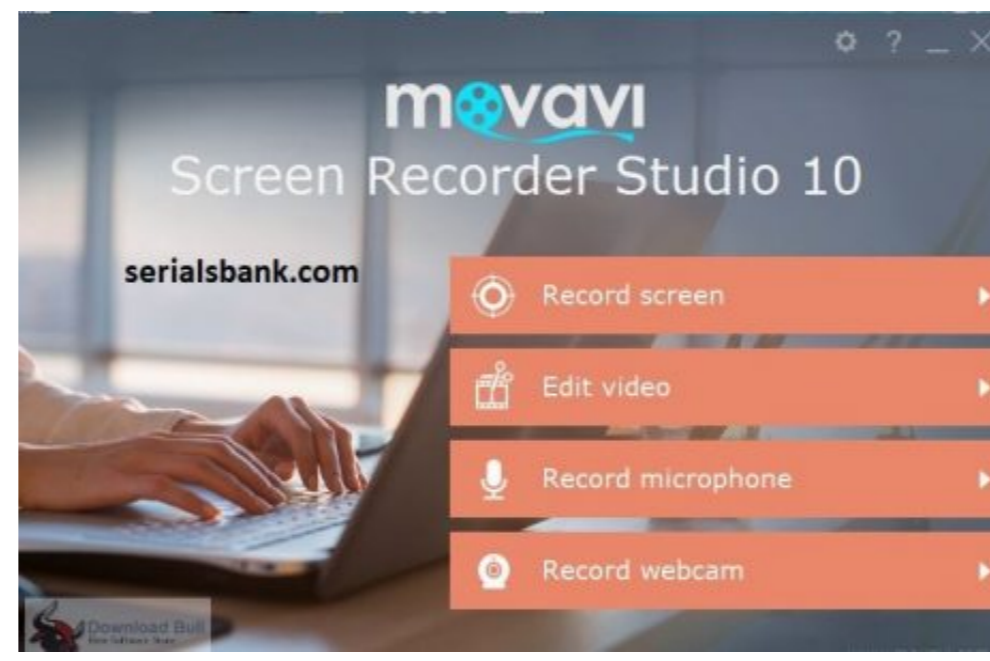 ?
movavi
Screen Recorder Studio 10
serialsbank.com
Record screen
Edit video
Record microphone
Record webcam
Download Bull